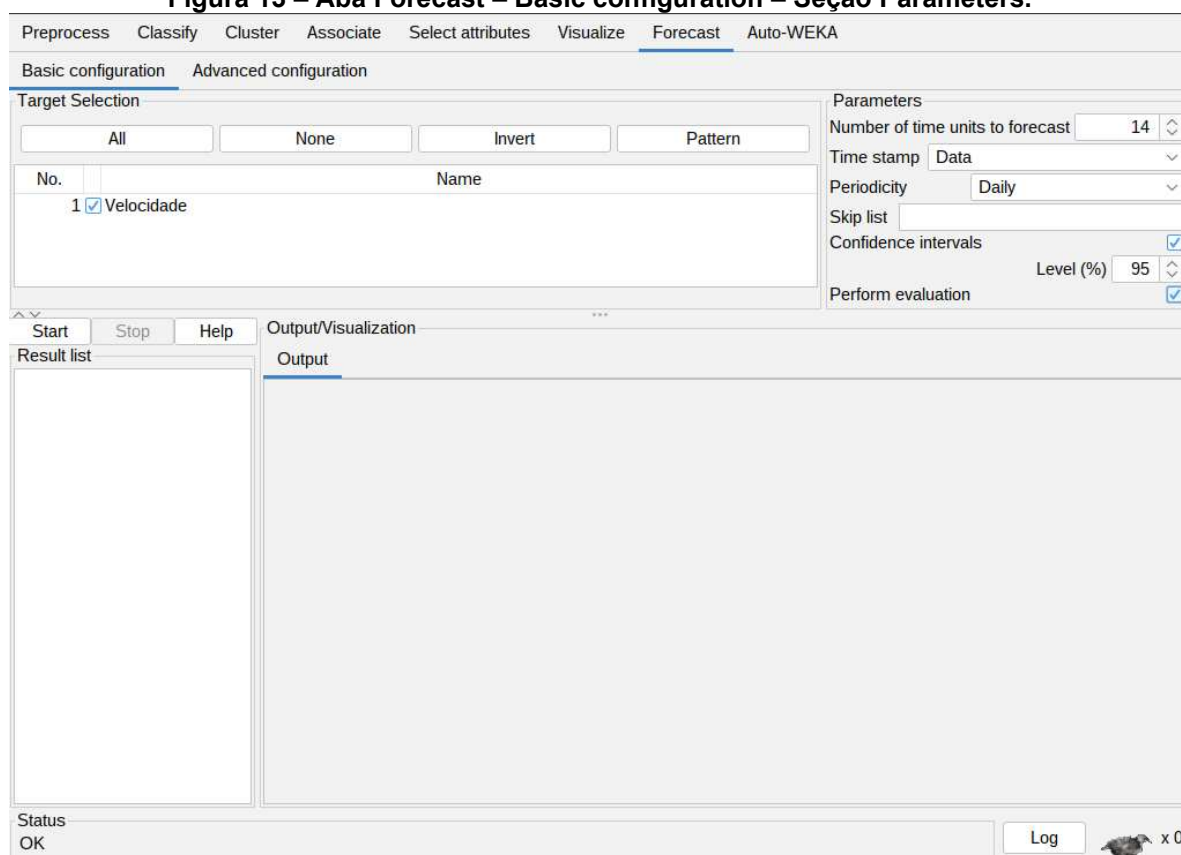 Figura 15 – Aba Forecast – Basic configuration – Seção Parameters.
Preprocess Classify Cluster Associate Select attributes Visualize Forecast Auto-WEKA
Basic configuration Advanced configuration
Target Selection
All None Invert Pattern
No. Name
1 Velocidade
Parameters
Number of time units to forecast 14
Time stamp Data
Periodicity Daily
Skip list
Confidence intervals
Level (%) 95
Perform evaluation
Start Stop Help
Result list
Output/Visualization
Output
Status
OK
Log x 0